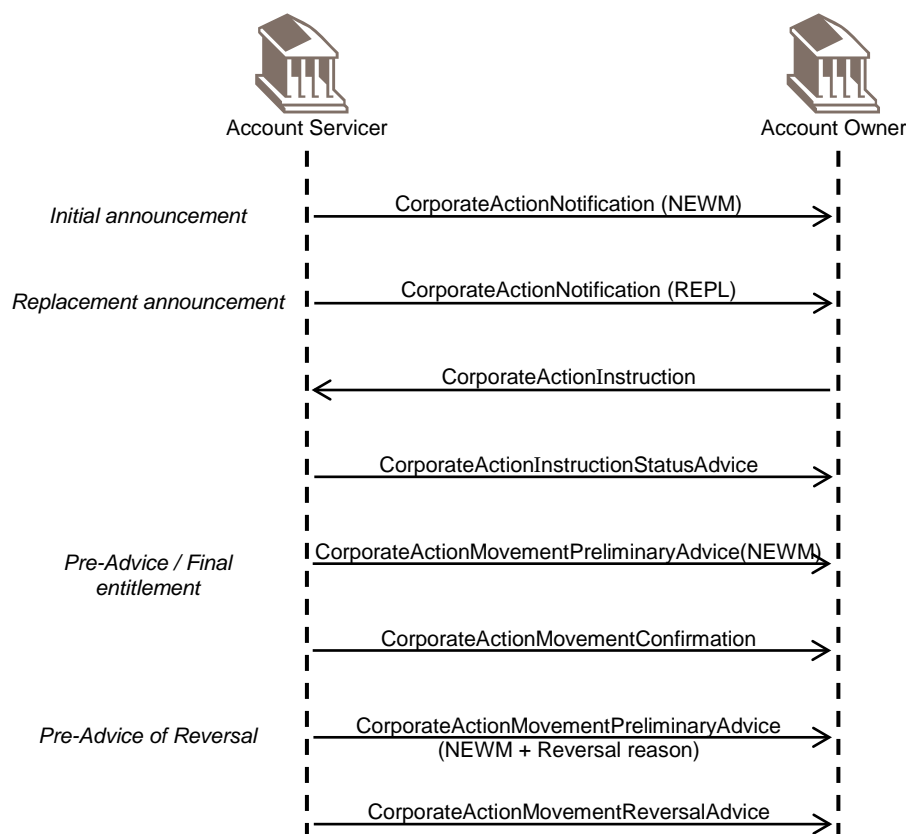 Account Servicer
Account Owner
Initial announcement
CorporateActionNotification (NEWM)
Replacement announcement
CorporateActionNotification (REPL)
CorporateActionInstruction
CorporateActionInstructionStatusAdvice
Pre-Advice / Final
entitlement
CorporateActionMovementPreliminaryAdvice(NEWM)
CorporateActionMovementConfirmation
Pre-Advice of Reversal
CorporateActionMovementPreliminaryAdvice
(NEWM + Reversal reason)
CorporateActionMovementReversalAdvice